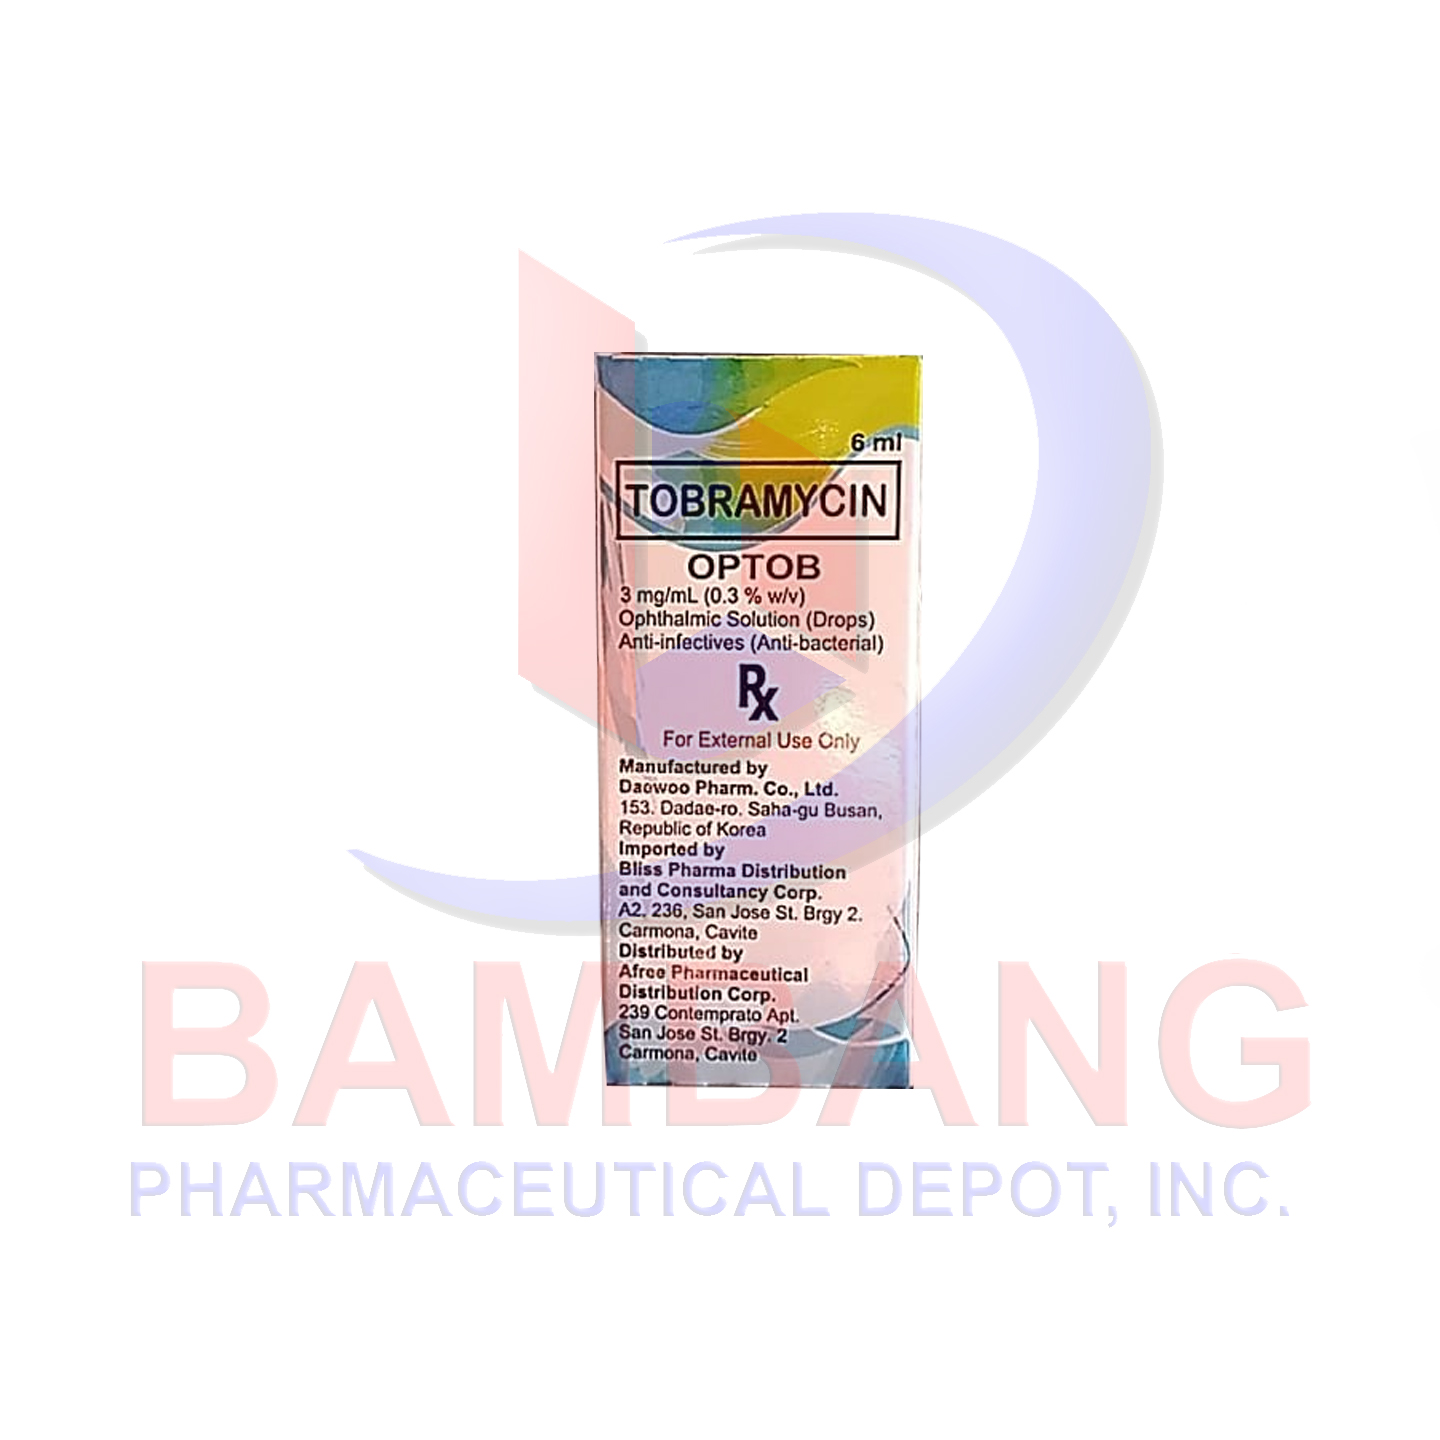 6 ml
TOBRAMYCIN
OPTOB
3 mg/mL (0.3 % w/v)
Ophthalmic Solution (Drops)
Anti-infectives (Anti-bacterial)
Rx
For External Use Only
Manufactured by
Daewoo Pharm. Co., Ltd.
153. Dadae-ro. Saha-gu Busan,
Republic of Korea
Imported by
Bliss Pharma Distribution
and Consultancy Corp.
A2, 236, San Jose St. Brgy 2.
Carmona, Cavite
Distributed by
Afree Pharmaceutical
Distribution Corp.
239 Contemprato Apt.
San Jose St. Brgy. 2
Carmona, Cavite
BAMBANG
PHARMACEUTICAL DEPOT, INC.